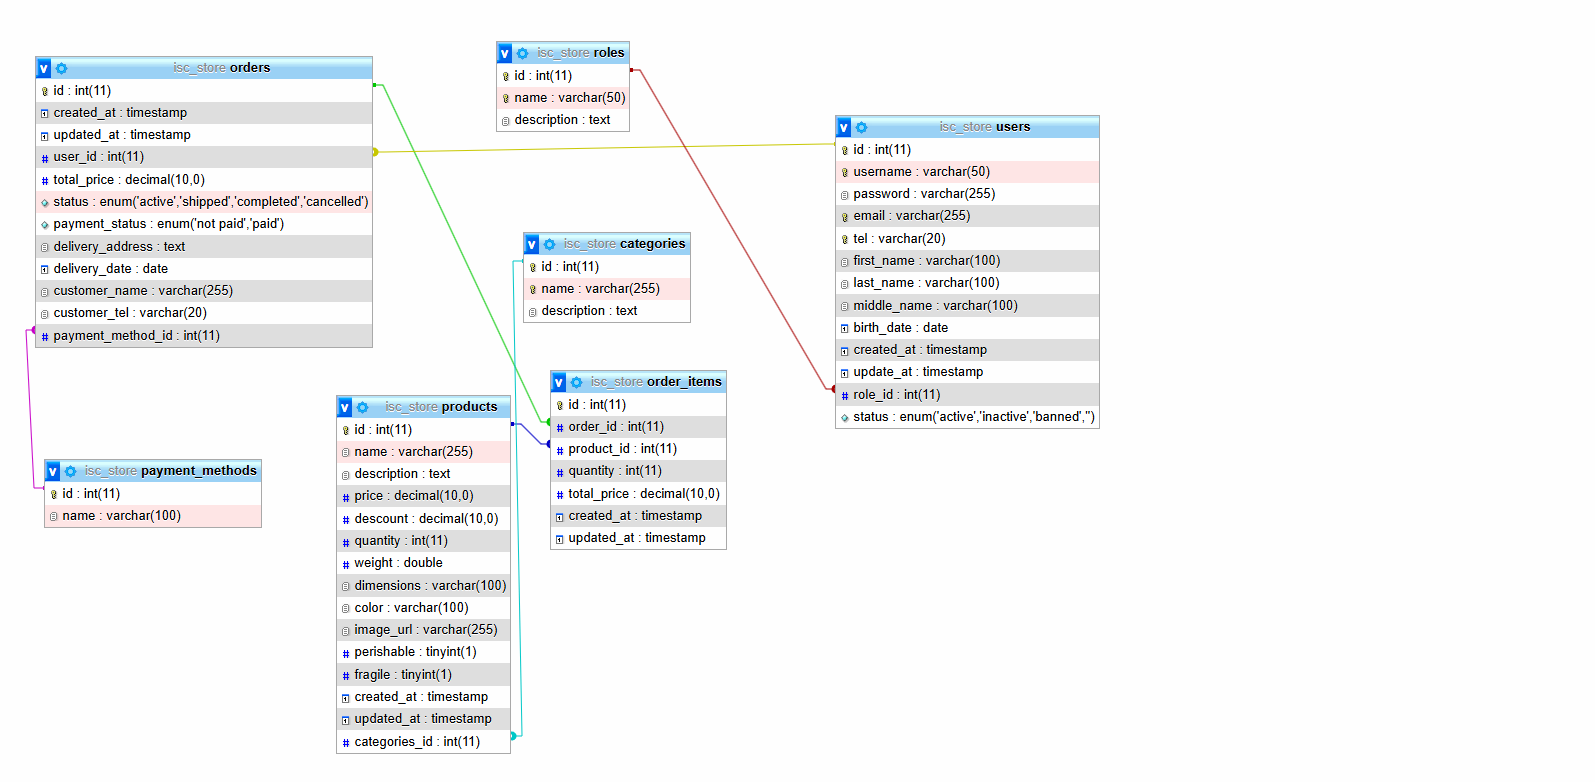 v isc_store orders
id : int(11)
created_at : timestamp
updated_at : timestamp
# user_id : int(11)
# total_price : decimal(10,0)
status : enum('active','shipped','completed','cancelled')
payment_status : enum('not paid','paid')
delivery_address : text
delivery_date : date
customer_name : varchar(255)
customer_tel : varchar(20)
# payment_method_id : int(11)
v isc_store roles
id : int(11)
name : varchar(50)
description : text
v isc_store users
id : int(11)
username : varchar(50)
password : varchar(255)
email : varchar(255)
tel : varchar(20)
first_name : varchar(100)
last_name : varchar(100)
middle_name : varchar(100)
birth_date : date
created_at : timestamp
update_at : timestamp
# role_id : int(11)
status : enum('active','inactive','banned','')
v isc_store categories
id : int(11)
name : varchar(255)
description : text
v isc_store order_items
id : int(11)
# order_id : int(11)
# product_id : int(11)
# quantity : int(11)
# total_price : decimal(10,0)
created_at : timestamp
updated_at : timestamp
v isc_store products
id : int(11)
name : varchar(255)
description : text
# price : decimal(10,0)
# descount : decimal(10,0)
# quantity : int(11)
# weight : double
dimensions : varchar(100)
color : varchar(100)
image_url : varchar(255)
# perishable : tinyint(1)
# fragile : tinyint(1)
created_at : timestamp
updated_at : timestamp
# categories_id : int(11)
v isc_store payment_methods
id : int(11)
name : varchar(100)